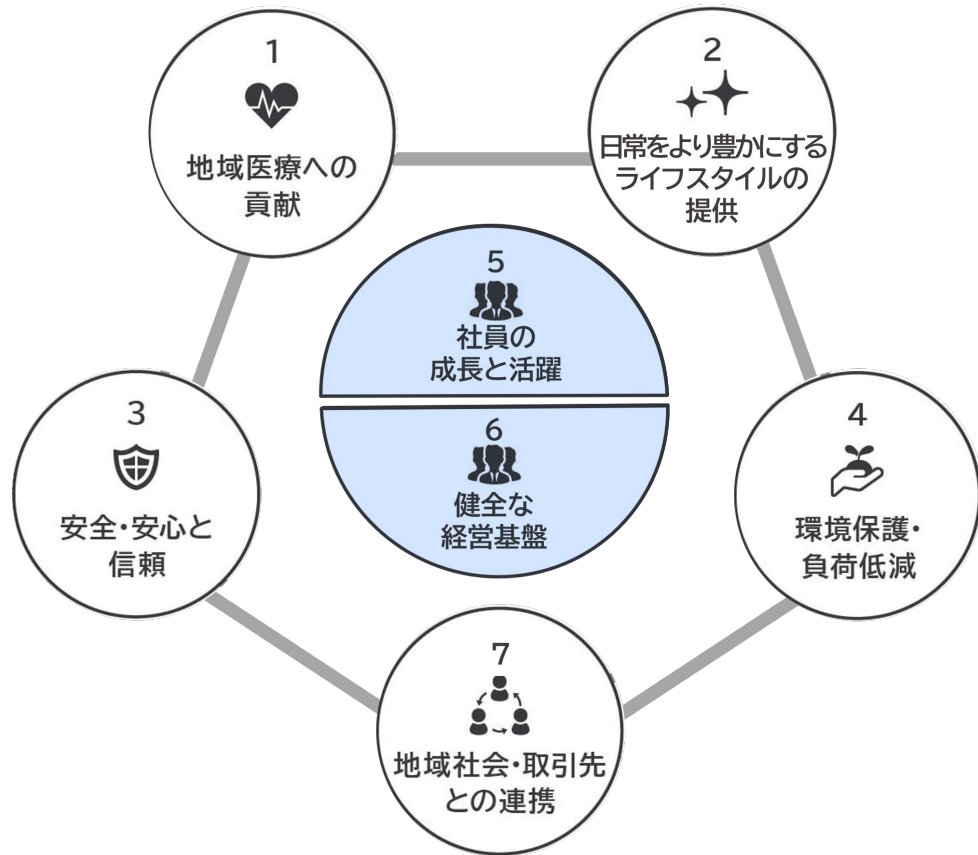 1
地域医療への
貢献
2
日常をより豊かにする
ライフスタイルの
提供
5
社員の
成長と活躍
6
健全な
経営基盤
3
安全・安心と
信頼
4
環境保護・
負荷低減
7
地域社会・取引先
との連携